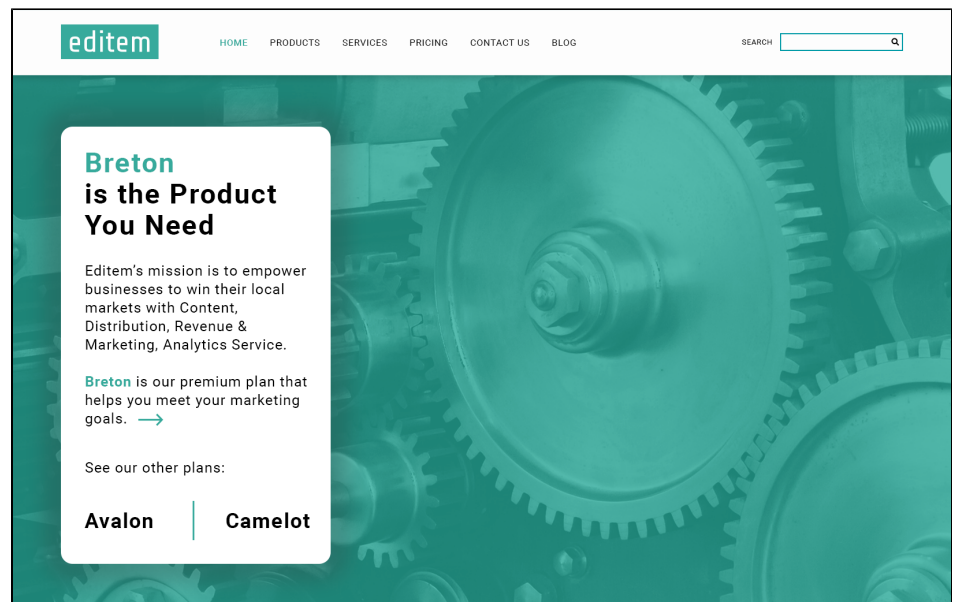 editem
HOME PRODUCTS SERVICES PRICING CONTACT US BLOG
SEARCH
Breton
is the Product
You Need
Editem’s mission is to empower
businesses to win their local
markets with Content,
Distribution, Revenue &
Marketing, Analytics Service.
Breton is our premium plan that
helps you meet your marketing
goals. →
See our other plans:
Avalon Camelot